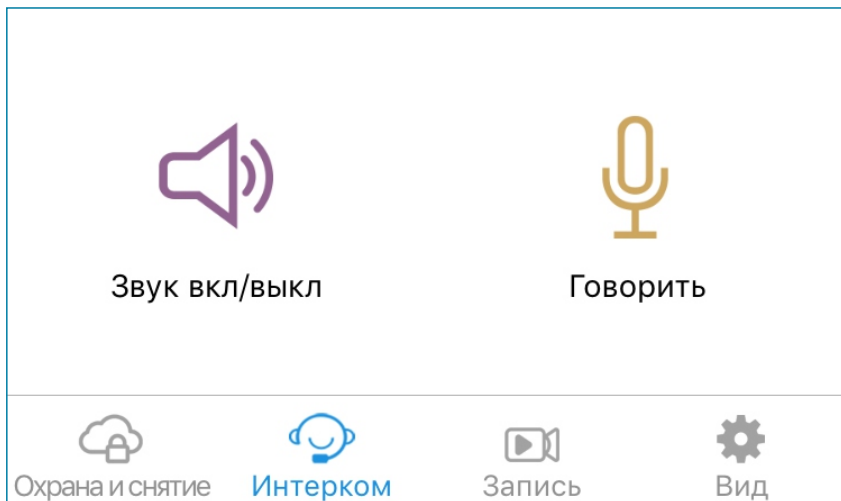 Звук вкл/выкл
Говорить
Охрана и снятие
Интерком
Запись
Вид